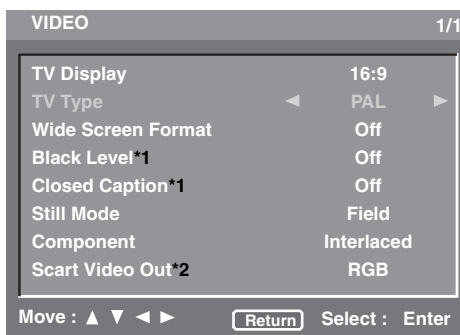 VIDEO 1/1
TV Display 16:9
TV Type ◄ PAL ►
Wide Screen Format Off
Black Level*1 Off
Closed Caption*1 Off
Still Mode Field
Component Interlaced
Scart Video Out*2 RGB
Move : ▲ ▼ ◄ ► Return Select : Enter